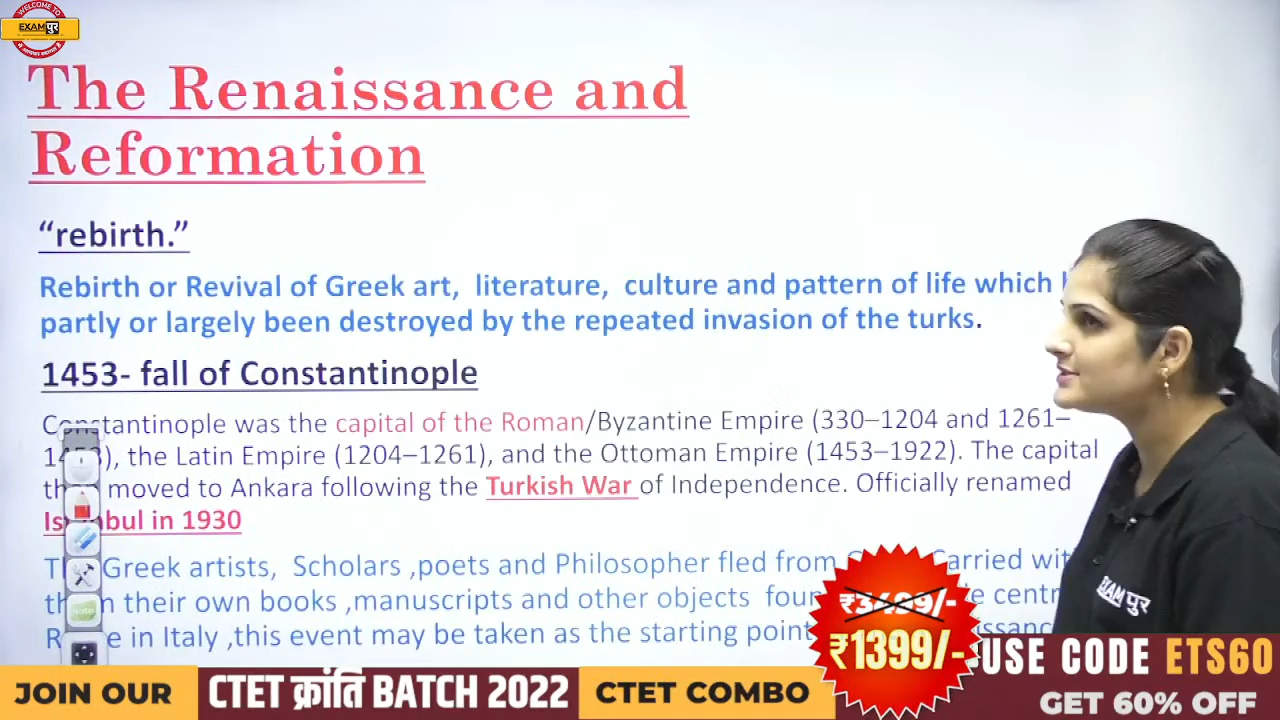 WELCOME TO
EXAMपुर
The Renaissance and
Reformation
“rebirth.”
Rebirth or Revival of Greek art, literature, culture and pattern of life which
partly or largely been destroyed by the repeated invasion of the turks.
1453- fall of Constantinople
Constantinople was the capital of the Roman/Byzantine Empire (330–1204 and 1261–
), the Latin Empire (1204–1261), and the Ottoman Empire (1453–1922). The capital
moved to Ankara following the Turkish War of Independence. Officially renamed
in 1930
Greek artists, Scholars ,poets and Philosopher fled from
their own books ,manuscripts and other objects
in Italy ,this event may be taken as the starting point
EXAMपुर
₹3499/-
₹1399/-
USE CODE ETS60
GET 60% OFF
JOIN OUR CTET क्रांति BATCH 2022 CTET COMBO